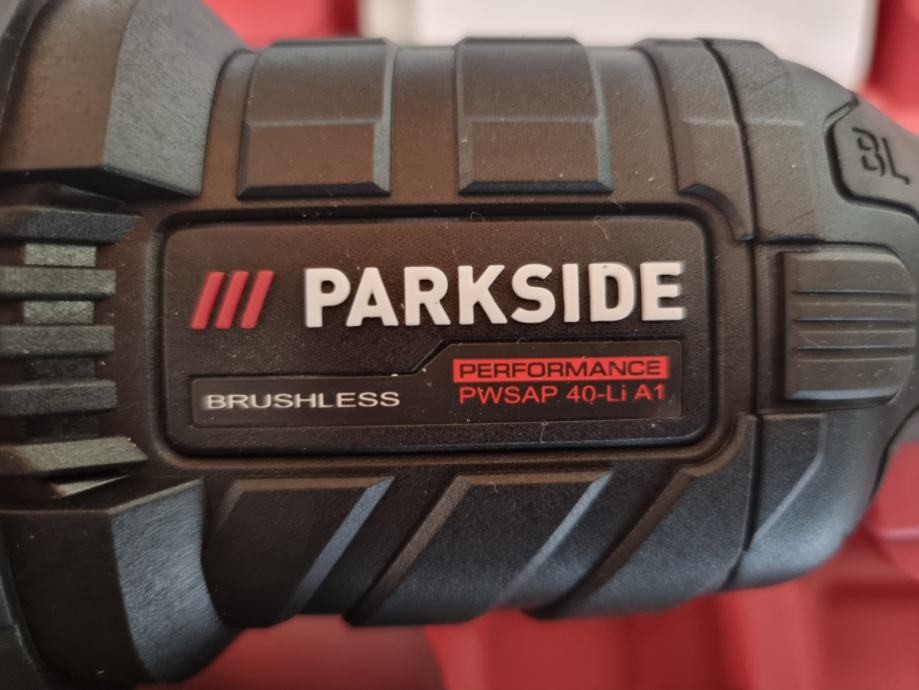 BL
PARKSIDE
PERFORMANCE
BRUSHLESS
PWSAP 40-Li A1